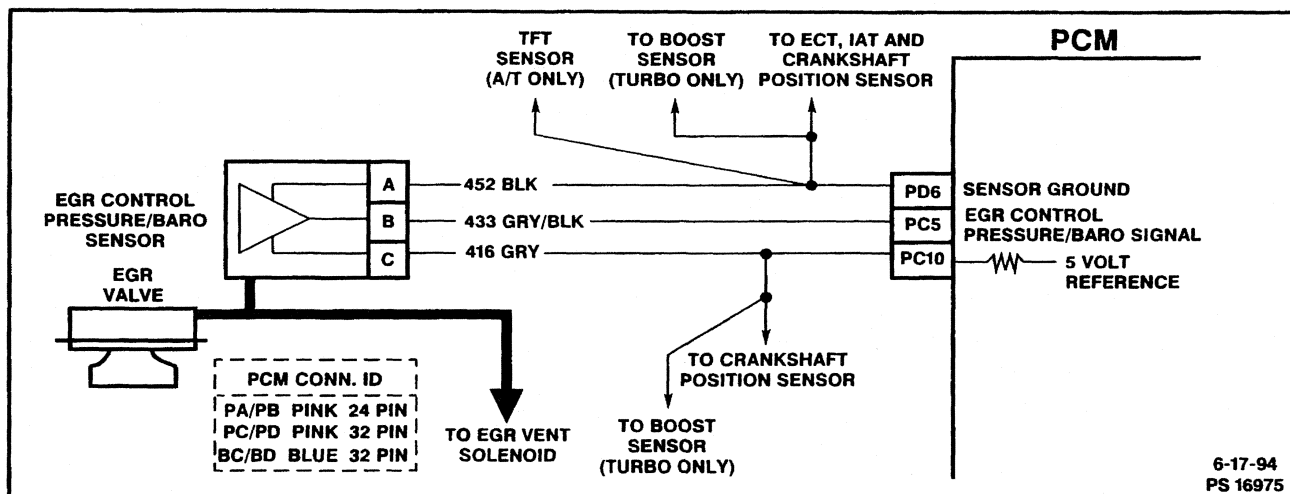 TFT
SENSOR
(A/T ONLY)
TO BOOST
SENSOR
(TURBO ONLY)
TO ECT, IAT AND
CRANKSHAFT
POSITION SENSOR
PCM
EGR CONTROL
PRESSURE/BARO
SENSOR
A
452 BLK
PD6
SENSOR GROUND
B
433 GRY/BLK
PC5
EGR CONTROL
PRESSURE/BARO SIGNAL
C
416 GRY
PC10
5 VOLT
REFERENCE
EGR
VALVE
PCM CONN. ID
PA/PB PINK 24 PIN
PC/PD PINK 32 PIN
BC/BD BLUE 32 PIN
TO EGR VENT
SOLENOID
TO CRANKSHAFT
POSITION SENSOR
TO BOOST
SENSOR
(TURBO ONLY)
6-17-94
PS 16975